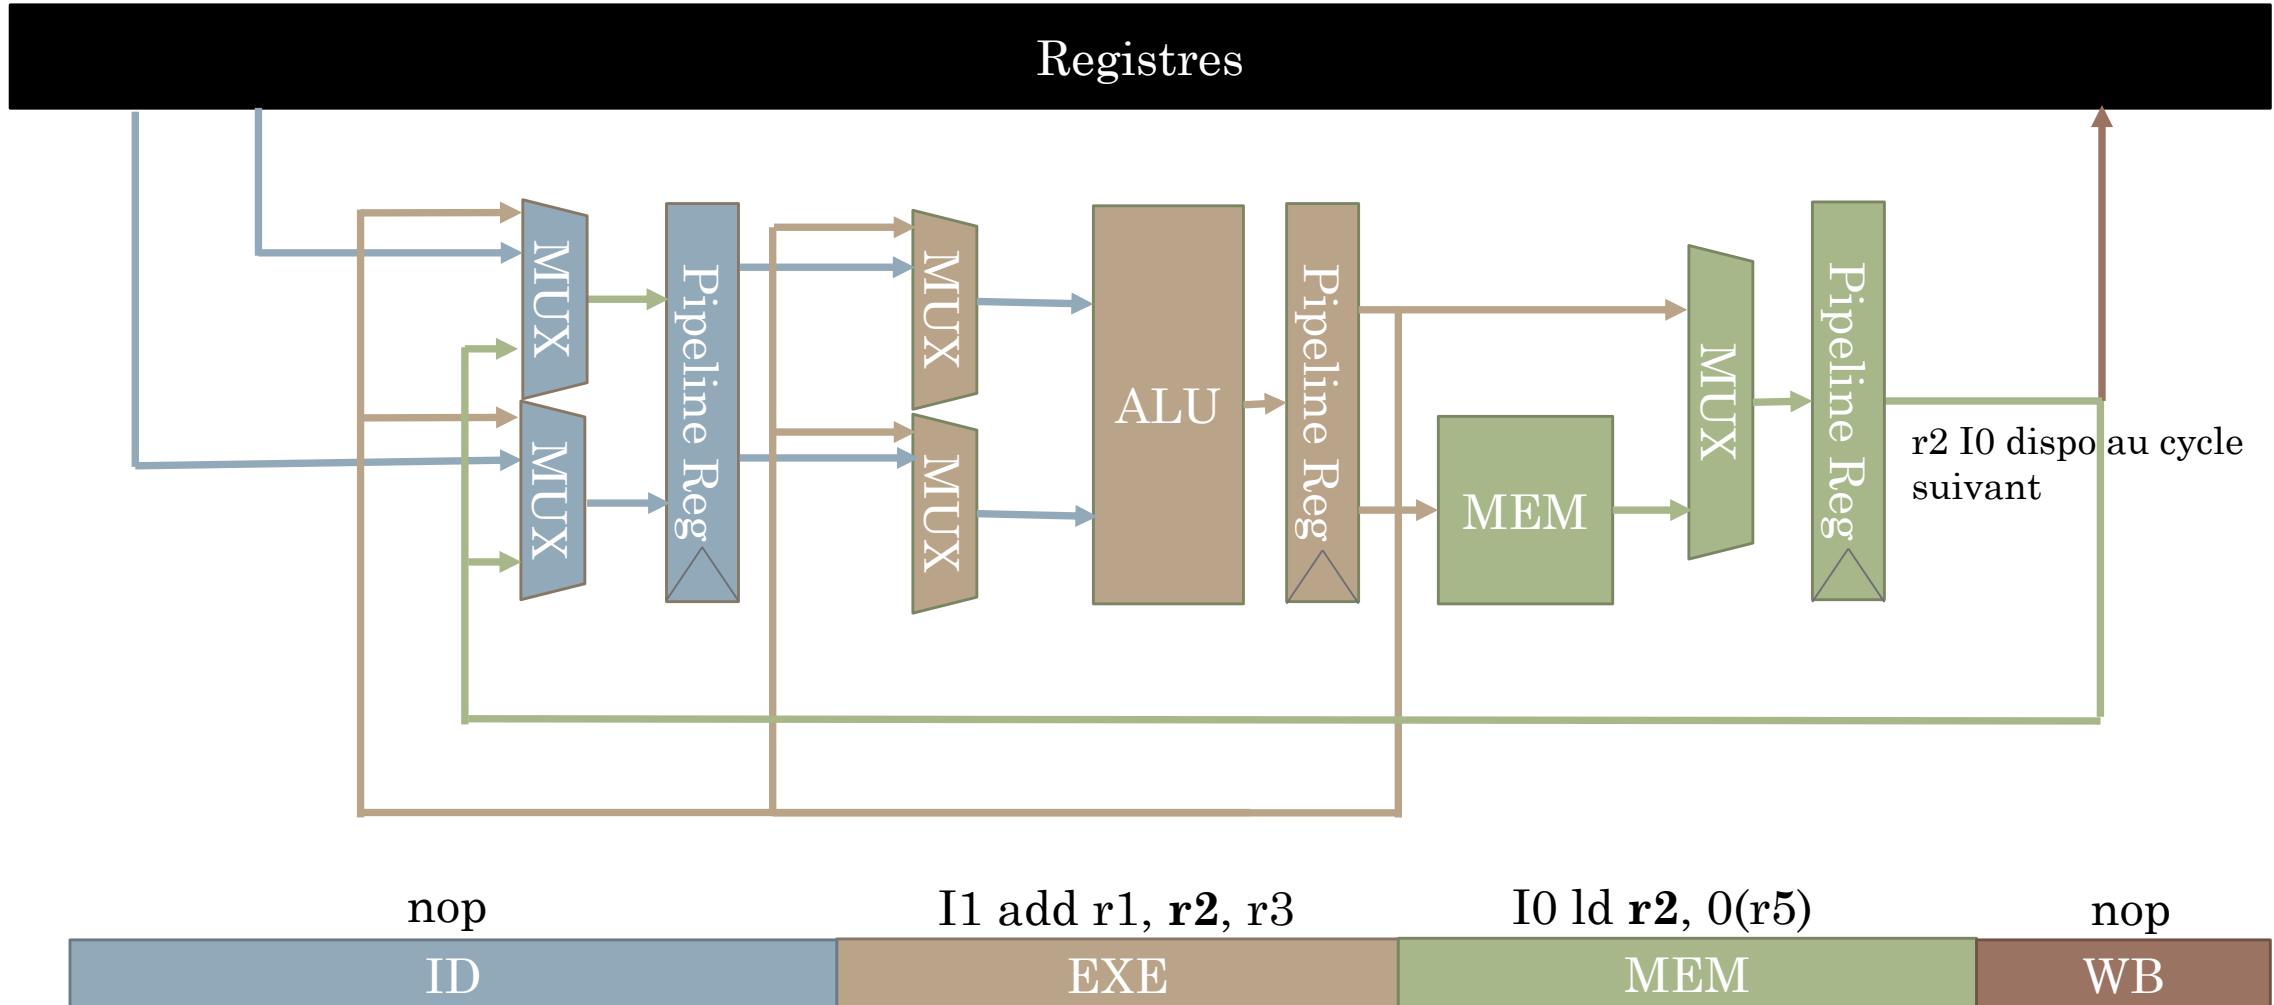 Registres
MUX
MUX
Pipeline Reg
MUX
MUX
ALU
Pipeline Reg
MEM
MUX
Pipeline Reg
r2 I0 dispo au cycle
suivant
nop
I1 add r1, r2, r3
I0 ld r2, 0(r5)
nop
ID
EXE
MEM
WB